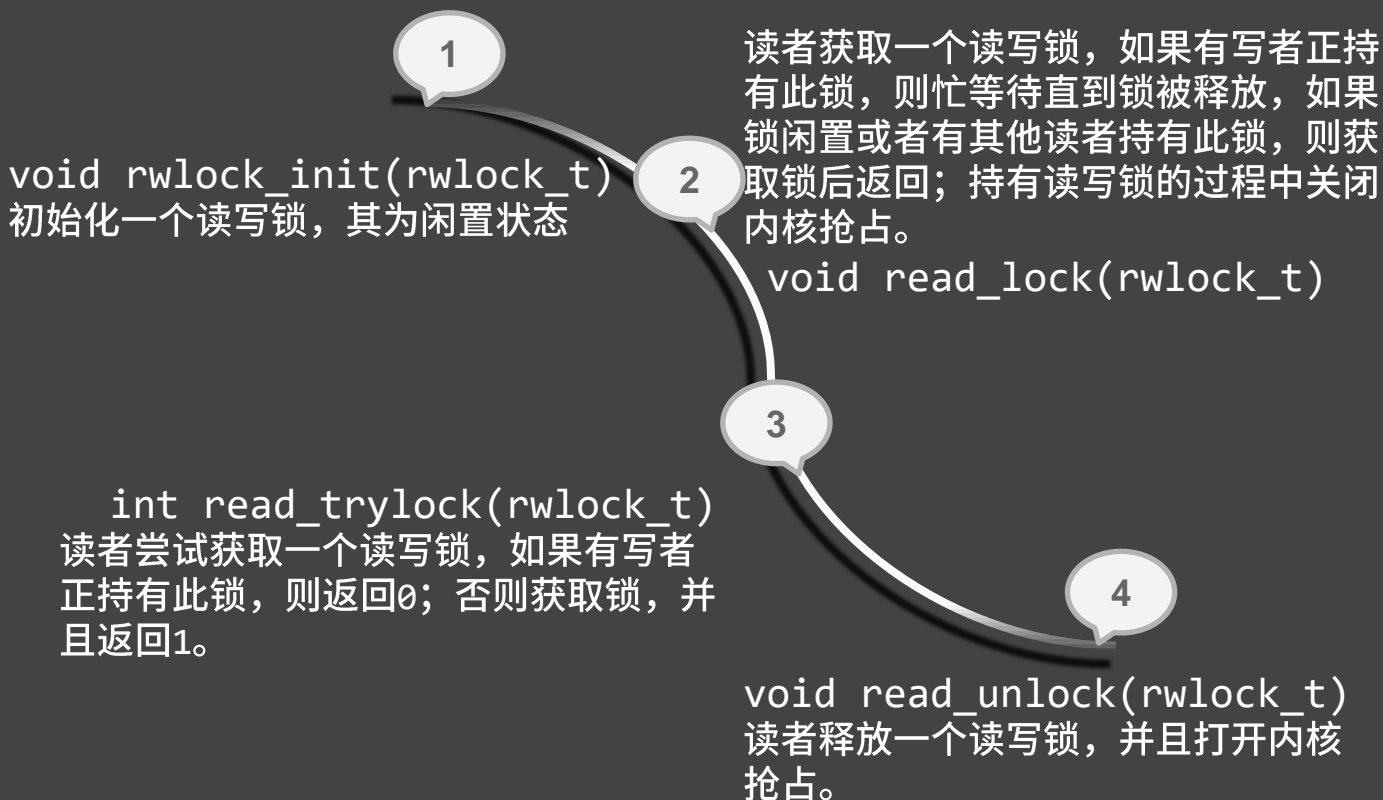 1
void rwlock_init(rwlock_t)
初始化一个读写锁，其为闲置状态
2
读者获取一个读写锁，如果有写者正持
有此锁，则忙等待直到锁被释放，如果
锁闲置或者有其他读者持有此锁，则获
取锁后返回；持有读写锁的过程中关闭
内核抢占。
void read_lock(rwlock_t)
3
int read_trylock(rwlock_t)
读者尝试获取一个读写锁，如果有写者
正持有此锁，则返回0；否则获取锁，并
且返回1。
4
void read_unlock(rwlock_t)
读者释放一个读写锁，并且打开内核
抢占。